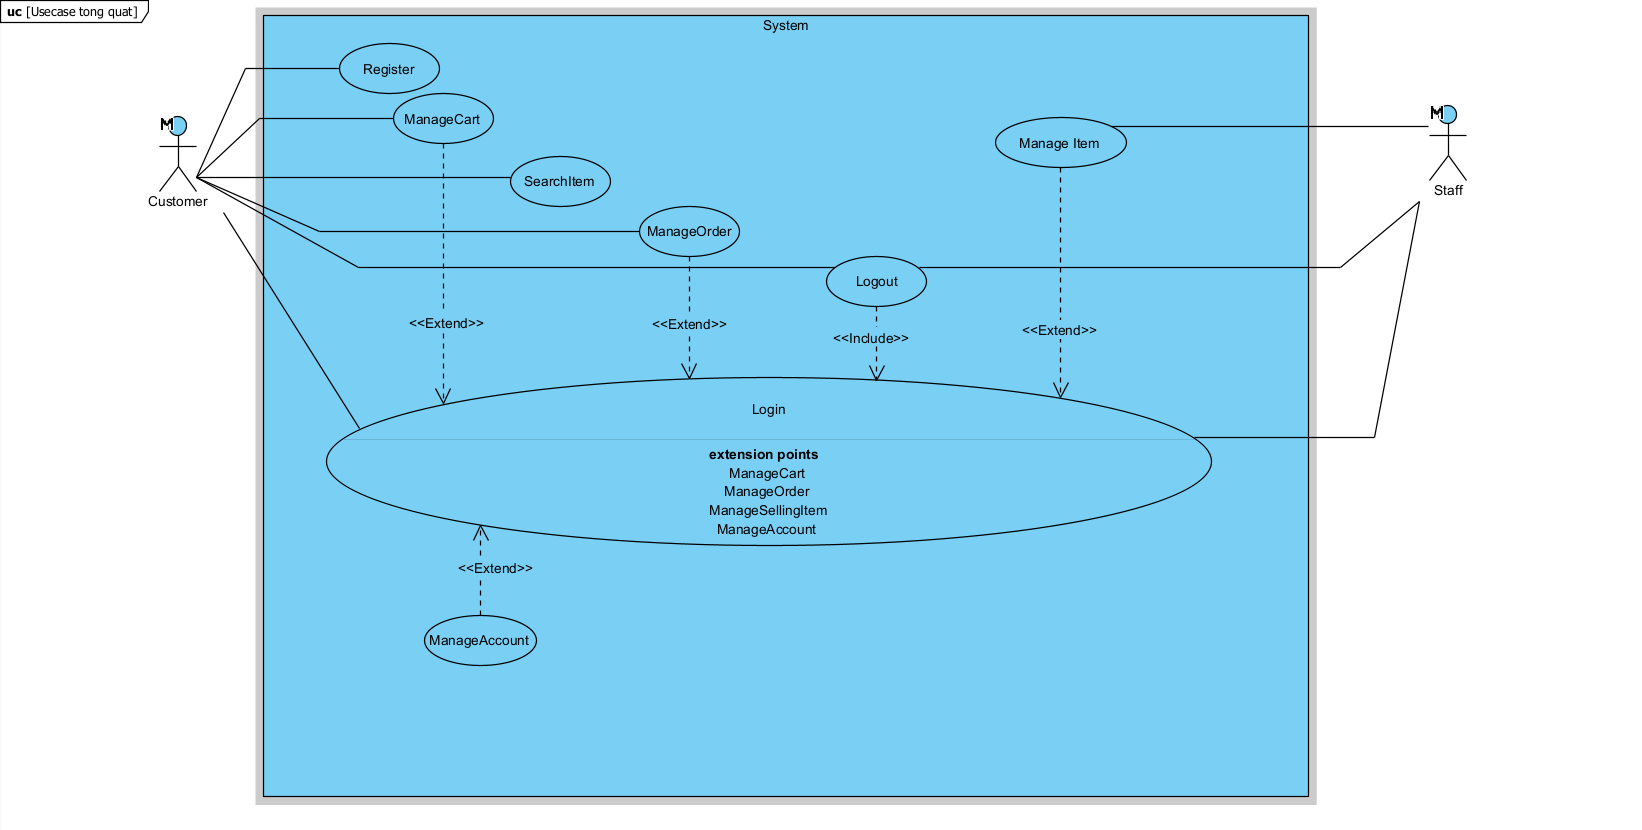 uc [Usecase tong quat]
System
Register
ManageCart
Manage Item
SearchItem
Customer
Staff
ManageOrder
Logout
<<Extend>>
<<Extend>>
<<Include>>
<<Extend>>
Login
extension points
ManageCart
ManageOrder
ManageSellingItem
ManageAccount
<<Extend>>
ManageAccount